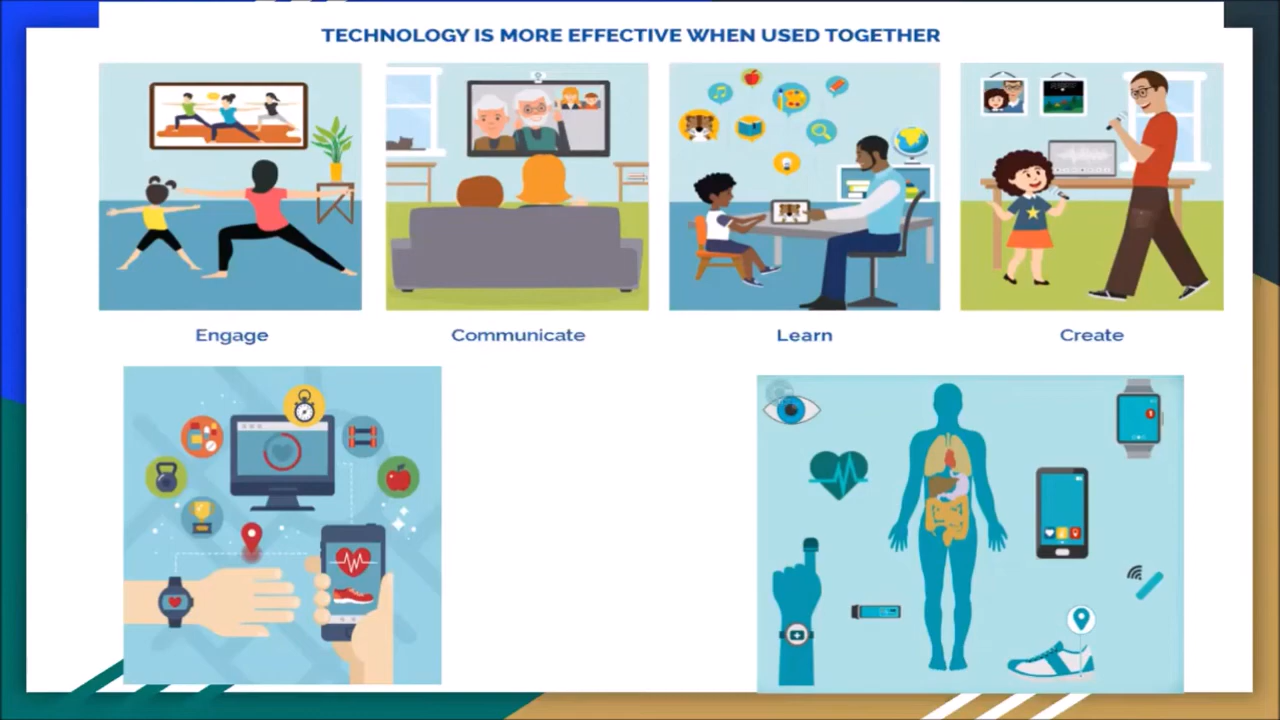 TECHNOLOGY IS MORE EFFECTIVE WHEN USED TOGETHER
Engage
Communicate
Learn
Create